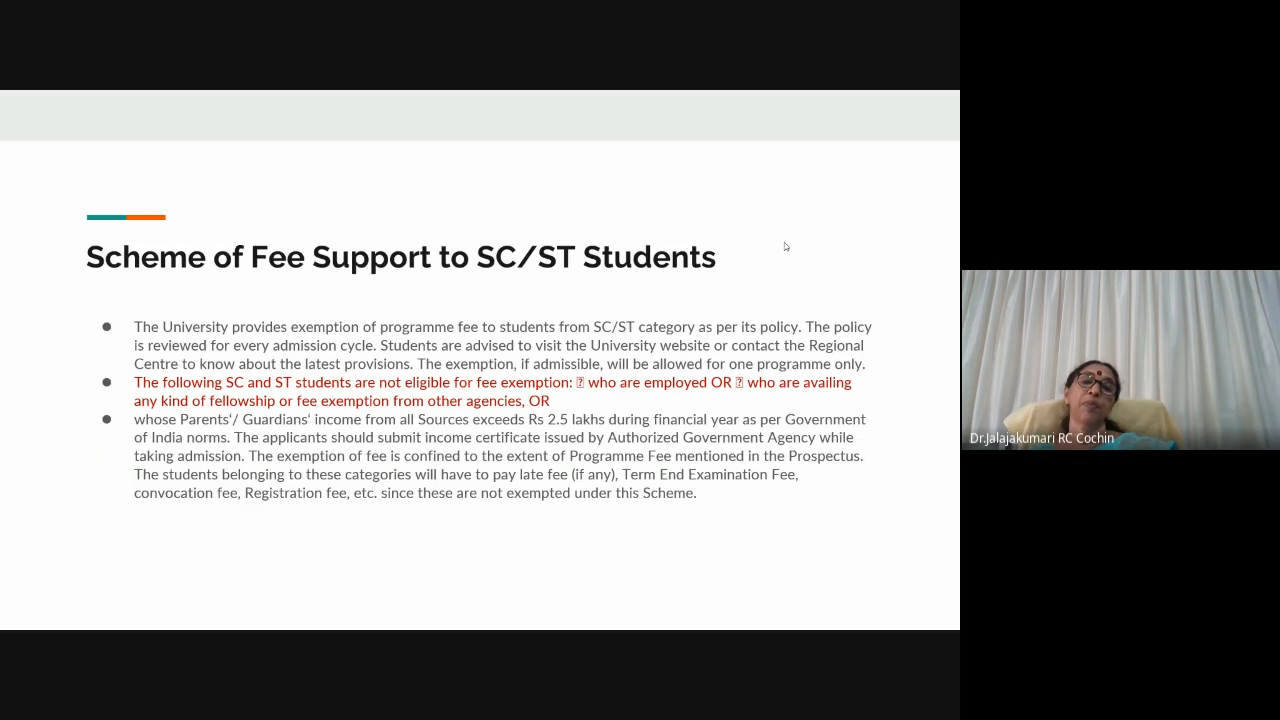 Scheme of Fee Support to SC/ST Students
● The University provides exemption of programme fee to students from SC/ST category as per its policy. The policy
is reviewed for every admission cycle. Students are advised to visit the University website or contact the Regional
Centre to know about the latest provisions. The exemption, if admissible, will be allowed for one programme only.
● The following SC and ST students are not eligible for fee exemption: who are employed OR who are availing
any kind of fellowship or fee exemption from other agencies, OR
● whose Parents‘/ Guardians‘ income from all Sources exceeds Rs 2.5 lakhs during financial year as per Government
of India norms. The applicants should submit income certificate issued by Authorized Government Agency while
taking admission. The exemption of fee is confined to the extent of Programme Fee mentioned in the Prospectus.
The students belonging to these categories will have to pay late fee (if any), Term End Examination Fee,
convocation fee, Registration fee, etc. since these are not exempted under this Scheme.
Dr.Jalajakumari RC Cochin